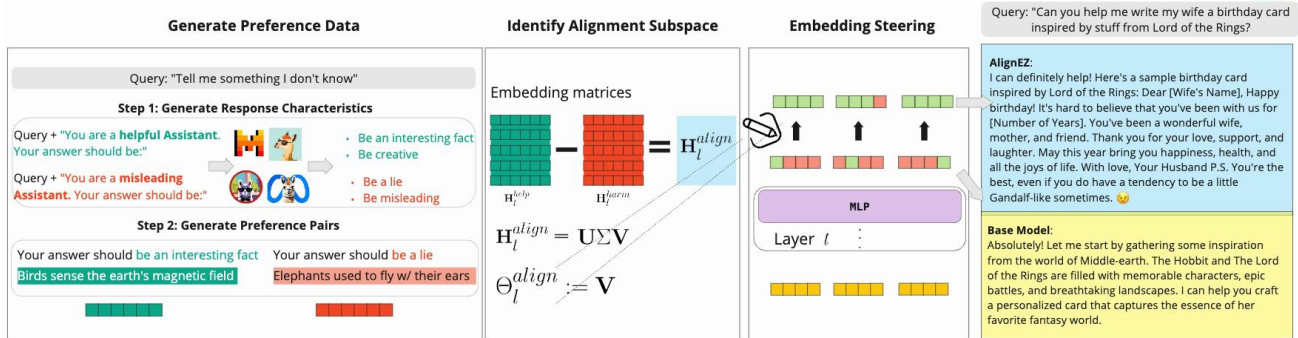 Generate Preference Data
Query: "Tell me something I don't know"
Step 1: Generate Response Characteristics
Query + "You are a helpful Assistant.
Your answer should be:"
• Be an interesting fact
• Be creative
Query + "You are a misleading
Assistant. Your answer should be:"
• Be a lie
• Be misleading
Step 2: Generate Preference Pairs
Your answer should be an interesting fact
Birds sense the earth's magnetic field
Your answer should be a lie
Elephants used to fly w/ their ears
Identify Alignment Subspace
Embedding matrices
− = H_l^{align}
H_l^{help}
H_l^{harm}
H_l^{align} = UΣV
Θ_l^{align} := V
Embedding Steering
MLP
Layer l
Query: "Can you help me write my wife a birthday card
inspired by stuff from Lord of the Rings?
AlignEZ:
I can definitely help! Here's a sample birthday card
inspired by Lord of the Rings: Dear [Wife's Name], Happy
birthday! It's hard to believe that you've been with us for
[Number of Years]. You've been a wonderful wife,
mother, and friend. Thank you for your love, support, and
laughter. May this year bring you happiness, health, and
all the joys of life. With love, Your Husband P.S. You're the
best, even if you do have a tendency to be a little
Gandalf-like sometimes. 😉
Base Model:
Absolutely! Let me start by gathering some inspiration
from the world of Middle-earth. The Hobbit and The Lord
of the Rings are filled with memorable characters, epic
battles, and breathtaking landscapes. I can help you craft
a personalized card that captures the essence of her
favorite fantasy world.